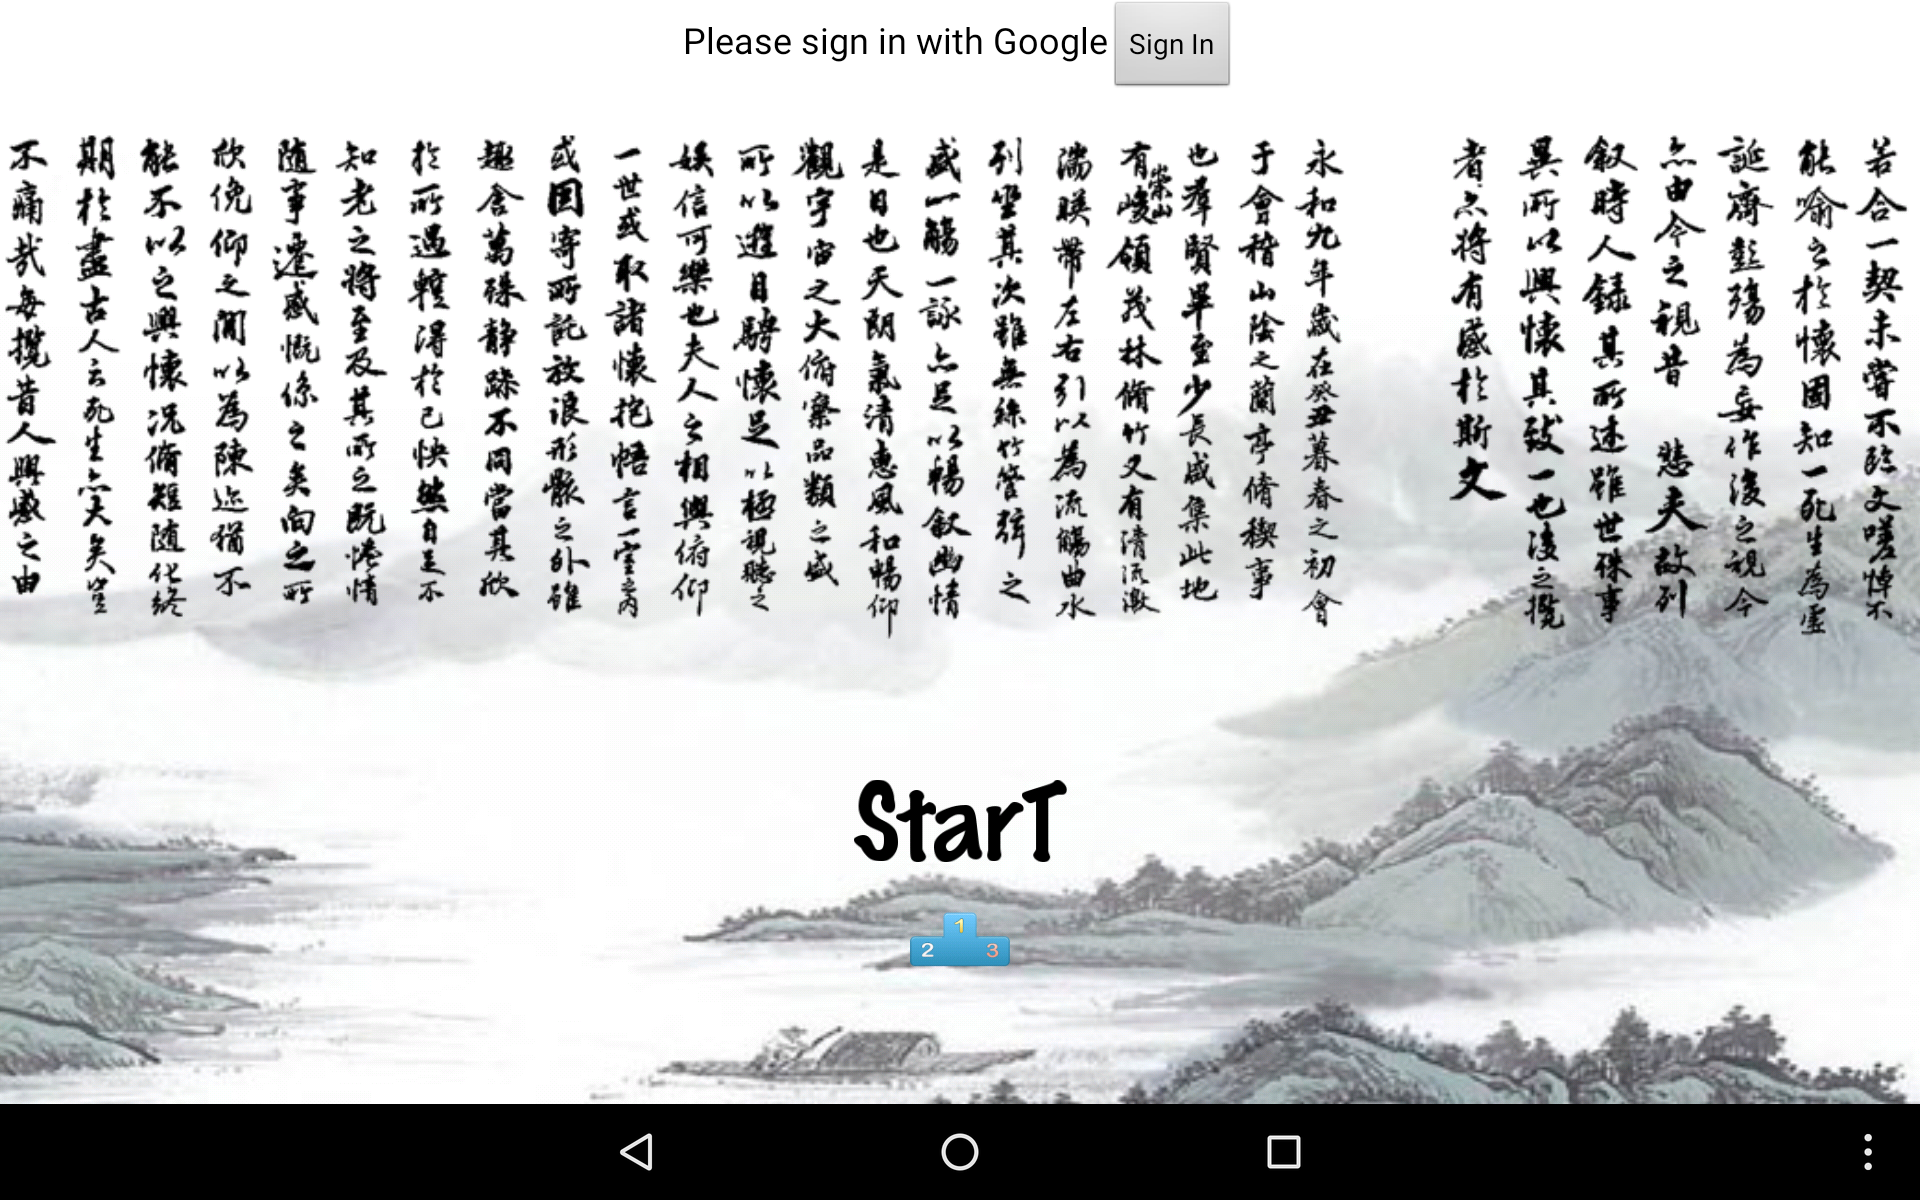 Please sign in with Google Sign In
若合一契未嘗不臨文嗟悼不
能喻之於懷固知一死生為虛
誕齊彭殤為妄作後之視今
亦由今之視昔 悲夫故列
叙時人錄其所述雖世殊事
異所以興懷其致一也後之攬
者亦將有感於斯文
永和九年歲在癸丑暮春之初會
于會稽山陰之蘭亭脩稧事
也羣賢畢至少長咸集此地
有崇山峻領茂林脩竹又有清流激
湍暎帶左右引以為流觴曲水
列坐其次雖無絲竹管弦之
盛一觴一詠亦足以暢叙幽情
是日也天朗氣清惠風和暢仰
觀宇宙之大俯察品類之盛
所以遊目騁懷足以極視聽之
娛信可樂也夫人之相與俯仰
一世或取諸懷抱悟言一室之內
或因寄所託放浪形骸之外雖
趣舍萬殊静躁不同當其欣
於所遇蹔得於己快然自足不
知老之將至及其所之既惓情
隨事遷感慨係之矣向之所
欣俛仰之閒以為陳迹猶不
能不以之興懷况脩短隨化終
期於盡古人云死生亦大矣豈
不痛哉每攬昔人興感之由
StarT
1
2 3